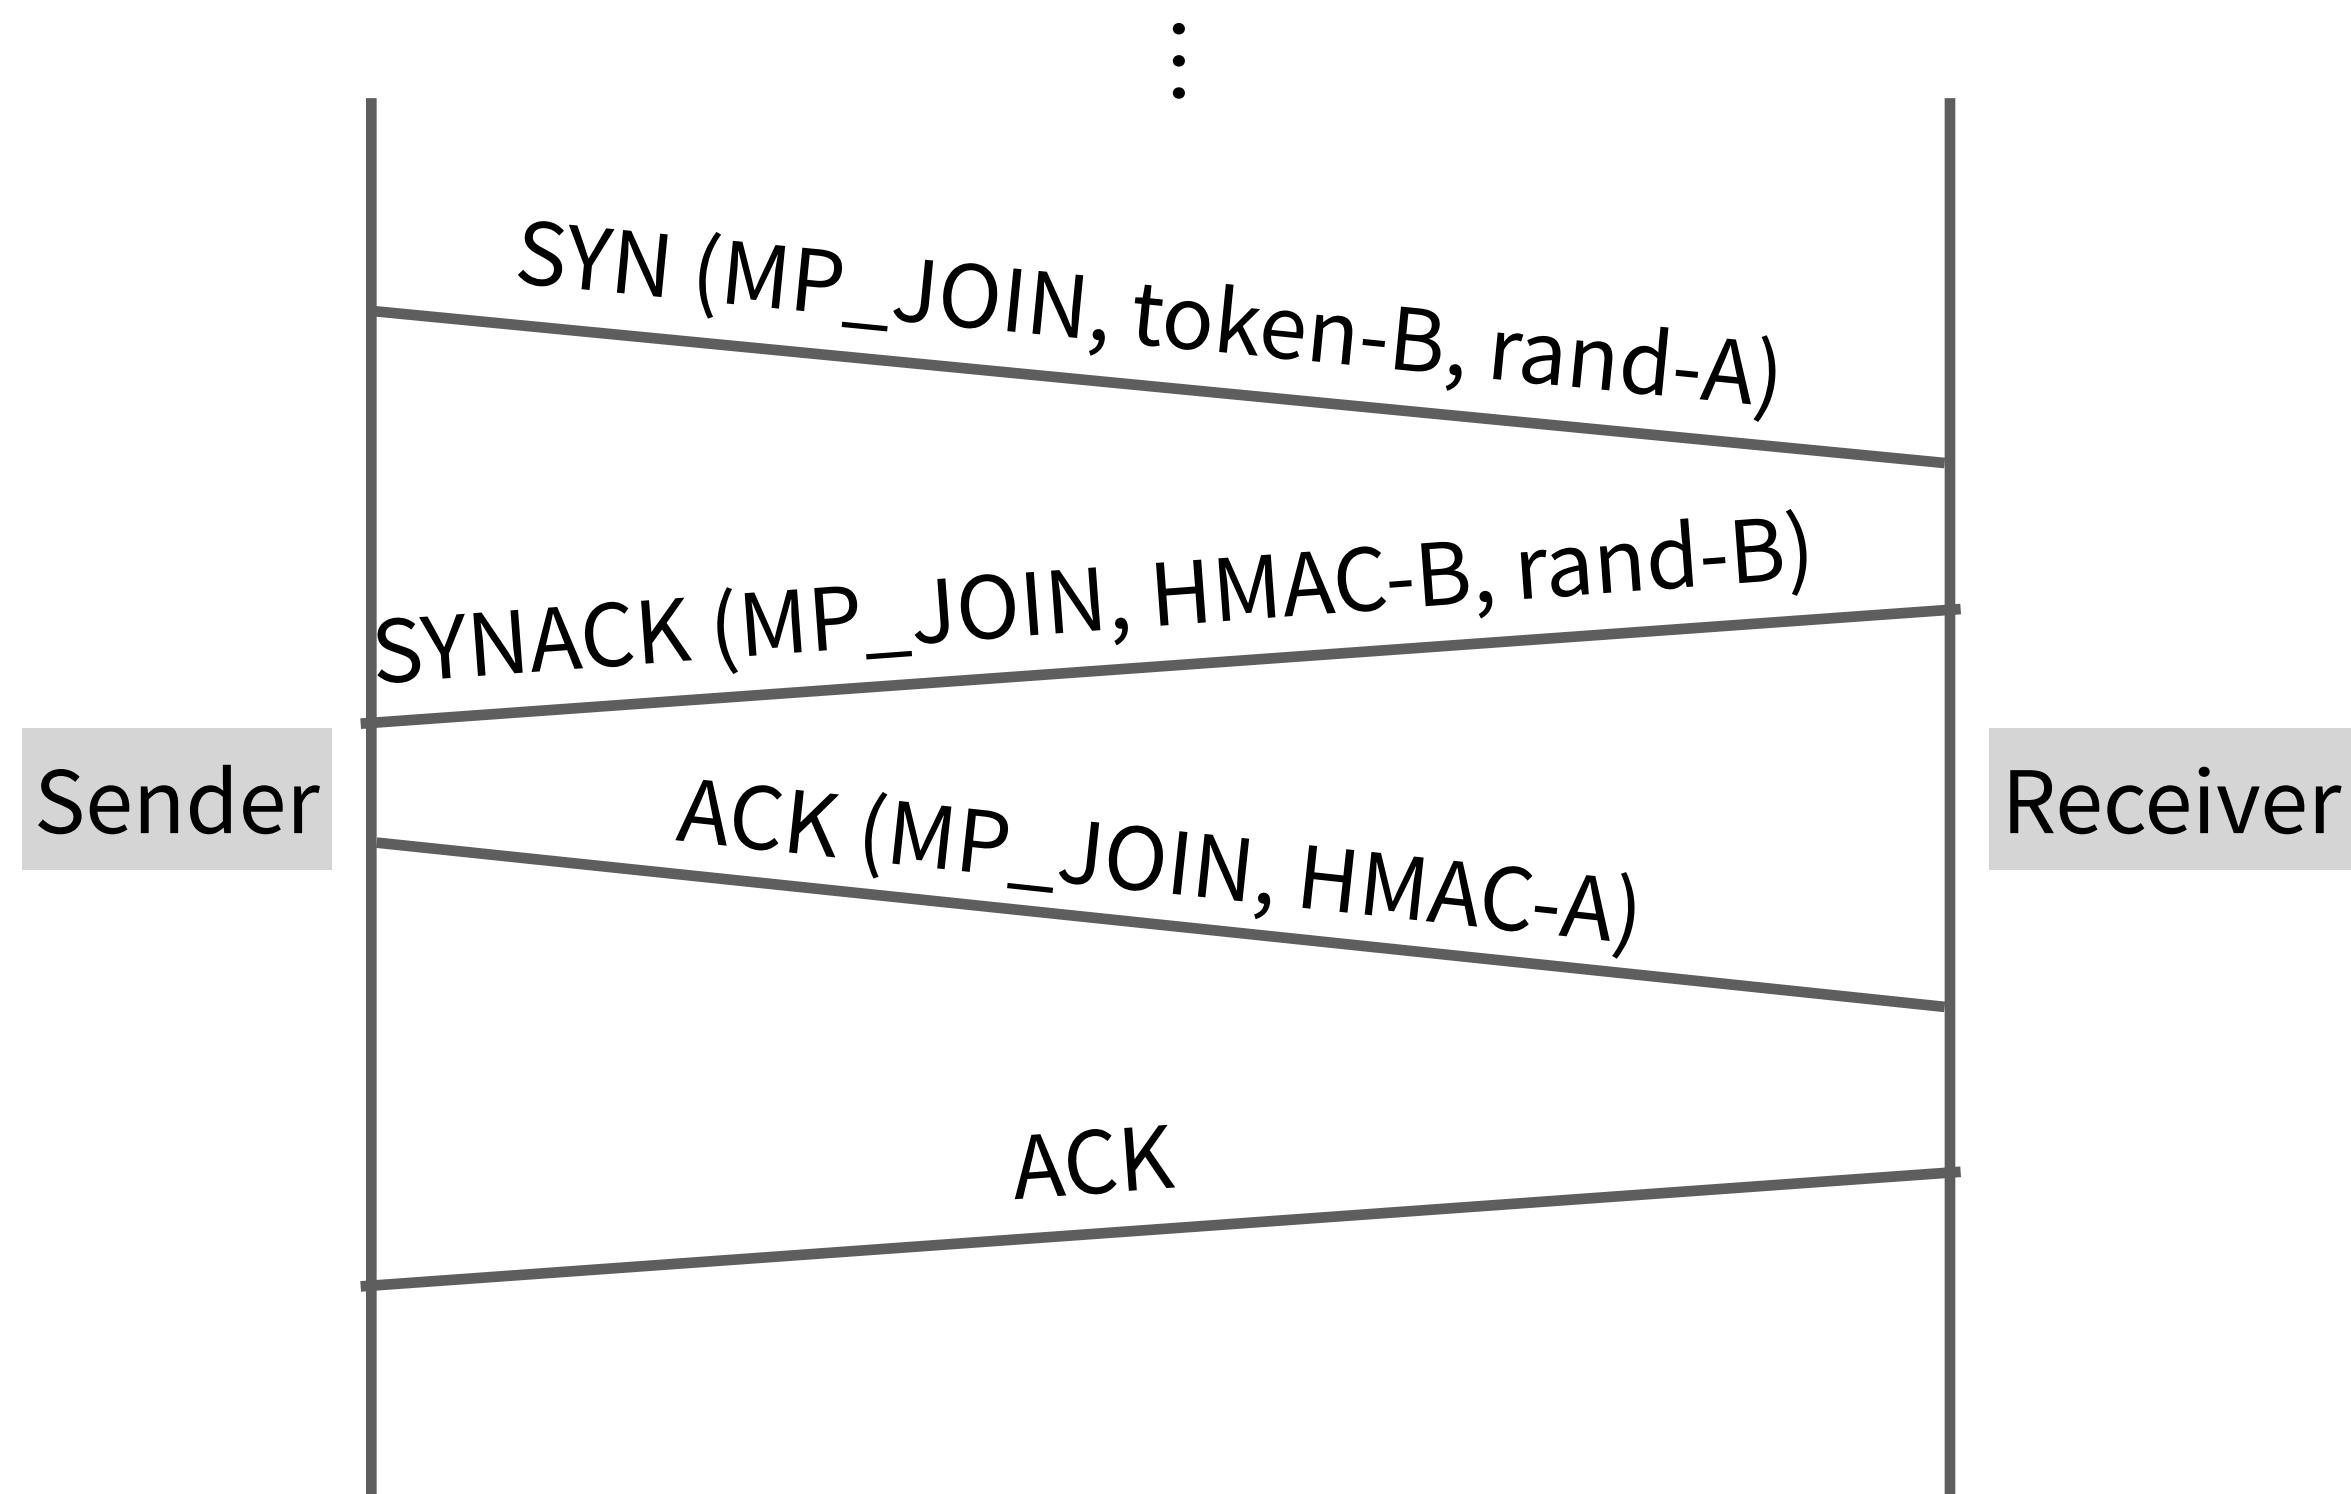 SYN (MP_JOIN, token-B, rand-A)
SYNACK (MP_JOIN, HMAC-B, rand-B)
Sender
Receiver
ACK (MP_JOIN, HMAC-A)
ACK